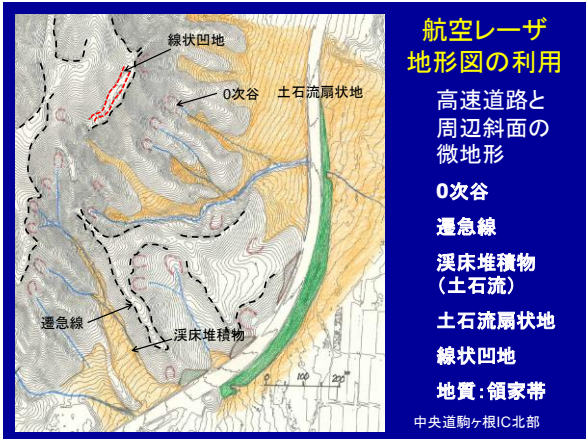 航空レーザ
地形図の利用
高速道路と
周辺斜面の
微地形
0次谷
遷急線
渓床堆積物
（土石流）
土石流扇状地
線状凹地
地質：領家帯
中央道駒ヶ根IC北部
線状凹地
0次谷
土石流扇状地
遷急線
渓床堆積物
0 100 200